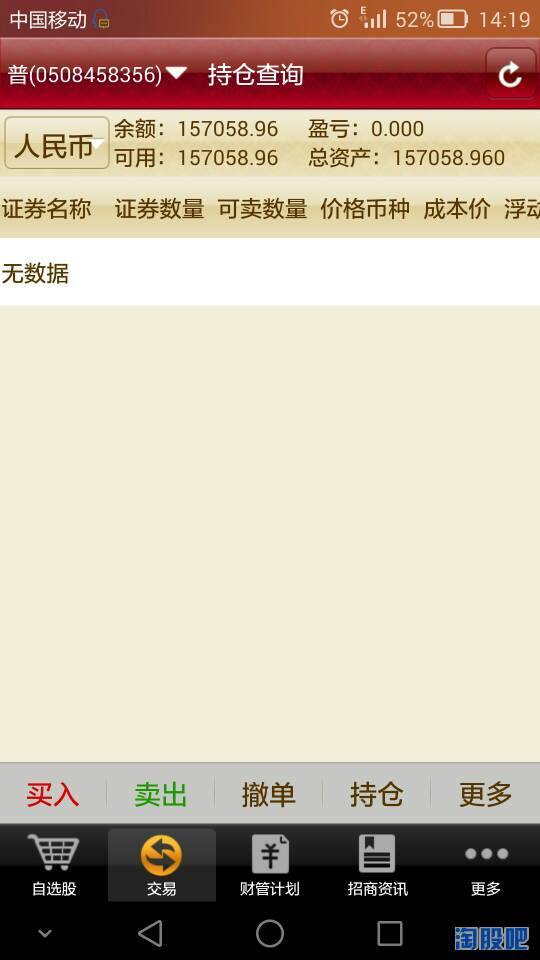 中国移动 E 52% 14:19
普(0508458356) 持仓查询
人民币 余额：157058.96 盈亏：0.000
可用：157058.96 总资产：157058.960
证券名称 证券数量 可卖数量 价格币种 成本价 浮动
无数据
买入 卖出 撤单 持仓 更多
自选股 交易 财管计划 招商资讯 更多
淘股吧